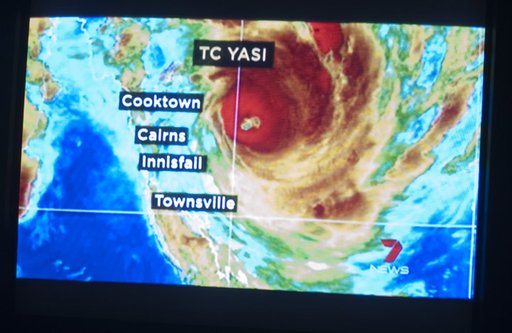 TC YASI
Cooktown
Cairns
Innisfail
Townsville
7
NEWS